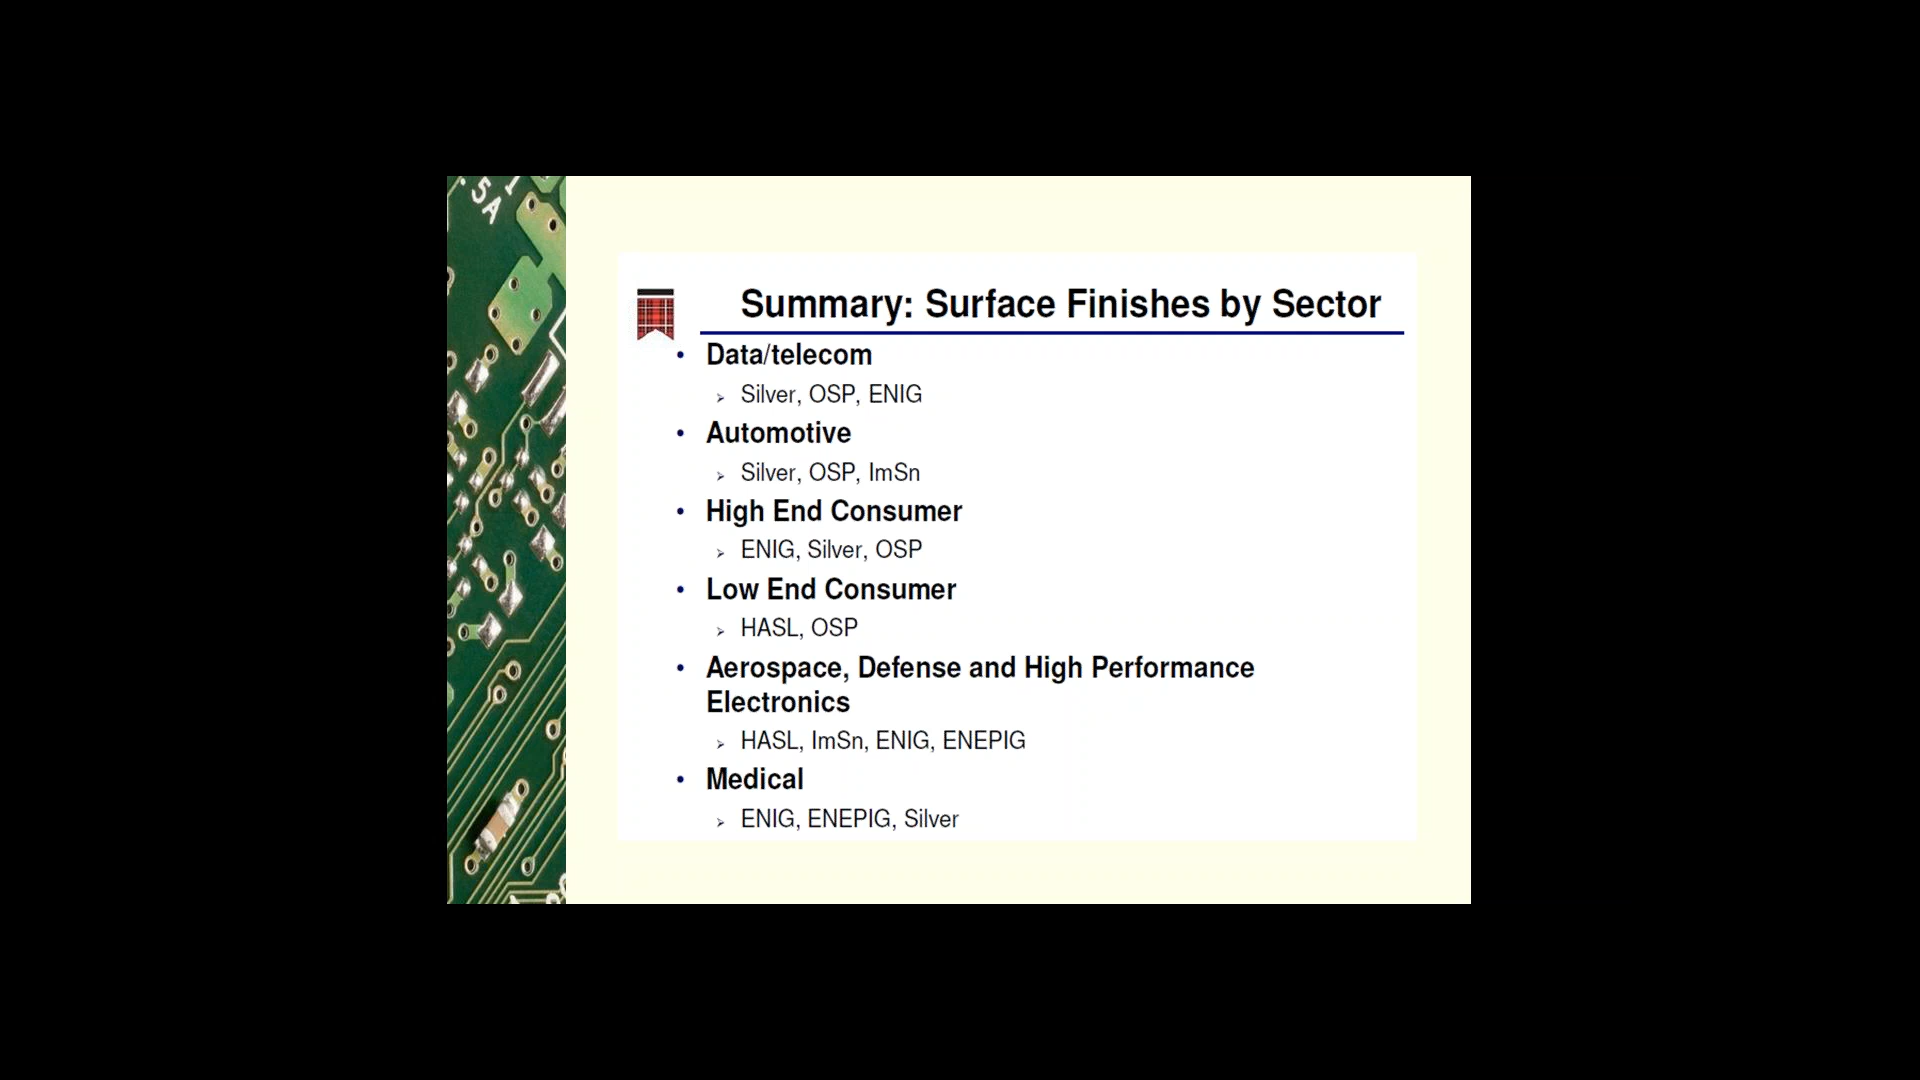 .5A
Summary: Surface Finishes by Sector
• Data/telecom
➢ Silver, OSP, ENIG
• Automotive
➢ Silver, OSP, ImSn
• High End Consumer
➢ ENIG, Silver, OSP
• Low End Consumer
➢ HASL, OSP
• Aerospace, Defense and High Performance
Electronics
➢ HASL, ImSn, ENIG, ENEPIG
• Medical
➢ ENIG, ENEPIG, Silver